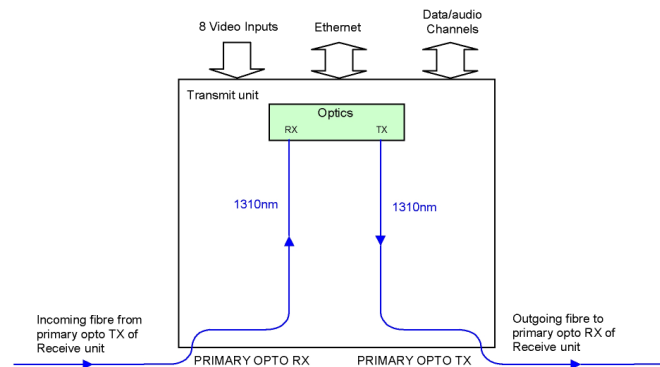 8 Video Inputs
Ethernet
Data/audio
Channels
Transmit unit
Optics
RX
TX
1310nm
1310nm
Incoming fibre from
primary opto TX of
Receive unit
Outgoing fibre to
primary opto RX of
Receive unit
PRIMARY OPTO RX
PRIMARY OPTO TX